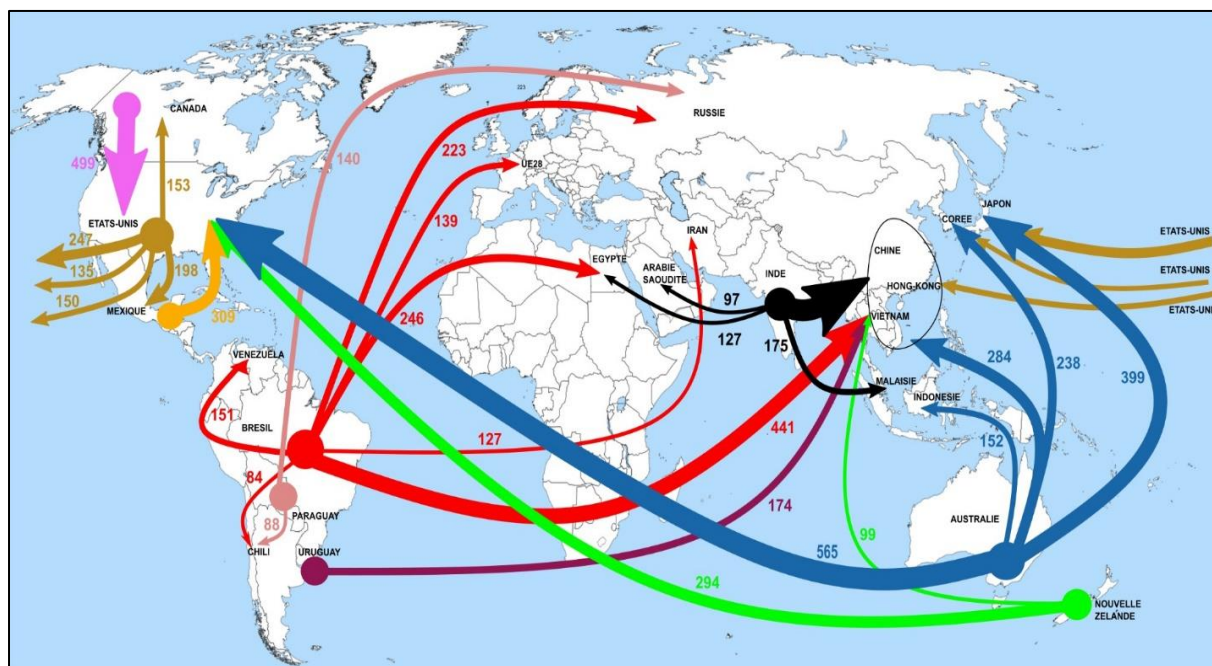 223
CANADA
RUSSIE
499
140
223
153
UE28
139
ETATS-UNIS
JAPON
COREE
247
IRAN
ETATS-UNIS
135
198
EGYPTE
ARABIE
SAOUDITE
INDE
CHINE
ETATS-UNIS
150
HONG-KONG
MEXIQUE
309
246
97
127
175
VIETNAM
ETATS-UNIS
VENEZUELA
284
238
399
MALAISIE
INDONESIE
151
BRESIL
127
441
152
84
PARAGUAY
88
174
AUSTRALIE
99
CHILI
URUGUAY
565
294
NOUVELLE
ZELANDE